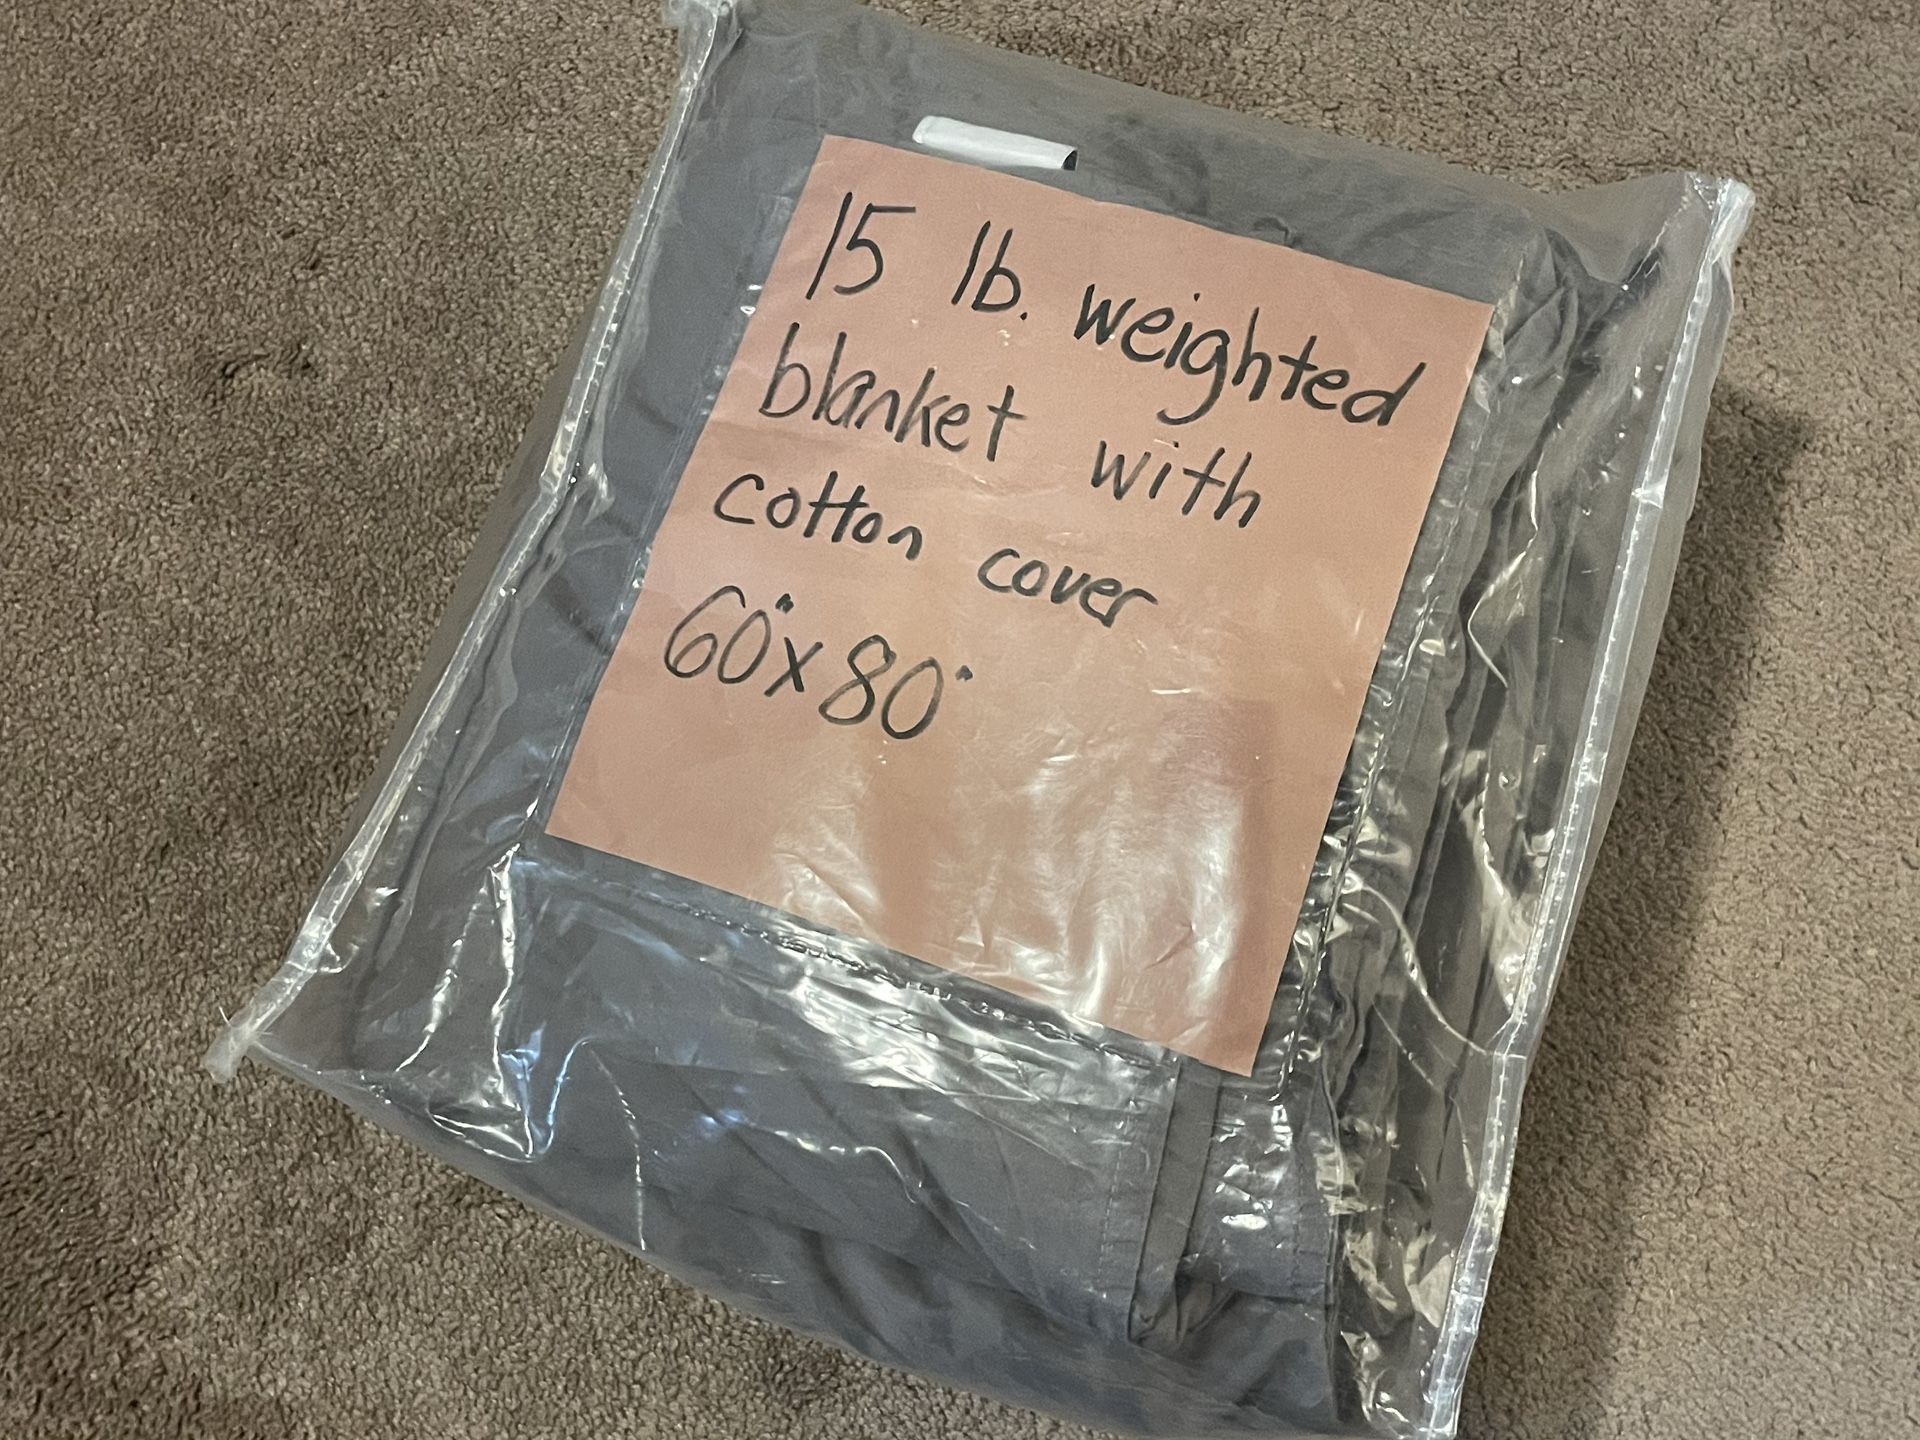 15 lb. weighted
blanket with
cotton cover
60"x80"